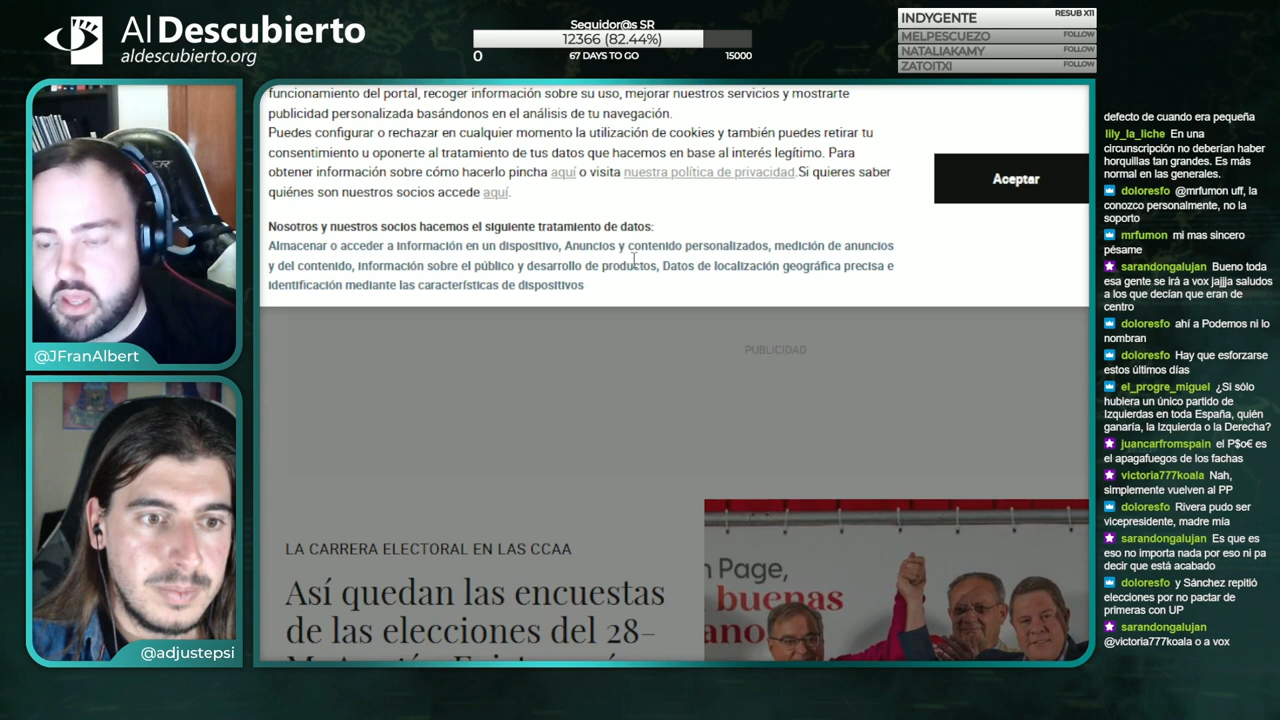 Al Descubierto
aldescubierto.org
Seguidor@s SR
12366 (82.44%)
0
67 DAYS TO GO
15000
INDYGENTE
RESUB X11
MELPESCUEZO
FOLLOW
NATALIAKAMY
FOLLOW
ZATOITXI
FOLLOW
@JFranAlbert
@adjustepsi
funcionamiento del portal, recoger información sobre su uso, mejorar nuestros servicios y mostrarte
publicidad personalizada basándonos en el análisis de tu navegación.
Puedes configurar o rechazar en cualquier momento la utilización de cookies y también puedes retirar tu
consentimiento u oponerte al tratamiento de tus datos que hacemos en base al interés legítimo. Para
obtener información sobre cómo hacerlo pincha aquí o visita nuestra política de privacidad.Si quieres saber
quiénes son nuestros socios accede aquí.
Aceptar
Nosotros y nuestros socios hacemos el siguiente tratamiento de datos:
Almacenar o acceder a información en un dispositivo, Anuncios y contenido personalizados, medición de anuncios
y del contenido, información sobre el público y desarrollo de productos, Datos de localización geográfica precisa e
identificación mediante las características de dispositivos
PUBLICIDAD
LA CARRERA ELECTORAL EN LAS CCAA
Así quedan las encuestas
de las elecciones del 28-
n Page,
buenas
ano
defecto de cuando era pequeña
lily_la_liche En una
circunscripción no deberían haber
horquillas tan grandes. Es más
normal en las generales.
doloresfo @mrfumon uff, la
conozco personalmente, no la
soporto
mrfumon mi mas sincero
pésame
sarandongalujan Bueno toda
esa gente se irá a vox jajjja saludos
a los que decían que eran de
centro
doloresfo ahí a Podemos ni lo
nombran
doloresfo Hay que esforzarse
estos últimos días
el_progre_miguel ¿Si sólo
hubiera un único partido de
Izquierdas en toda España, quién
ganaría, la Izquierda o la Derecha?
juancarfromspain el P$o€ es
el apagafuegos de los fachas
victoria777koala Nah,
simplemente vuelven al PP
doloresfo Rivera pudo ser
vicepresidente, madre mía
sarandongalujan Es que es
eso no importa nada por eso ni pa
decir que está acabado
doloresfo y Sánchez repitió
elecciones por no pactar de
primeras con UP
sarandongalujan
@victoria777koala o a vox